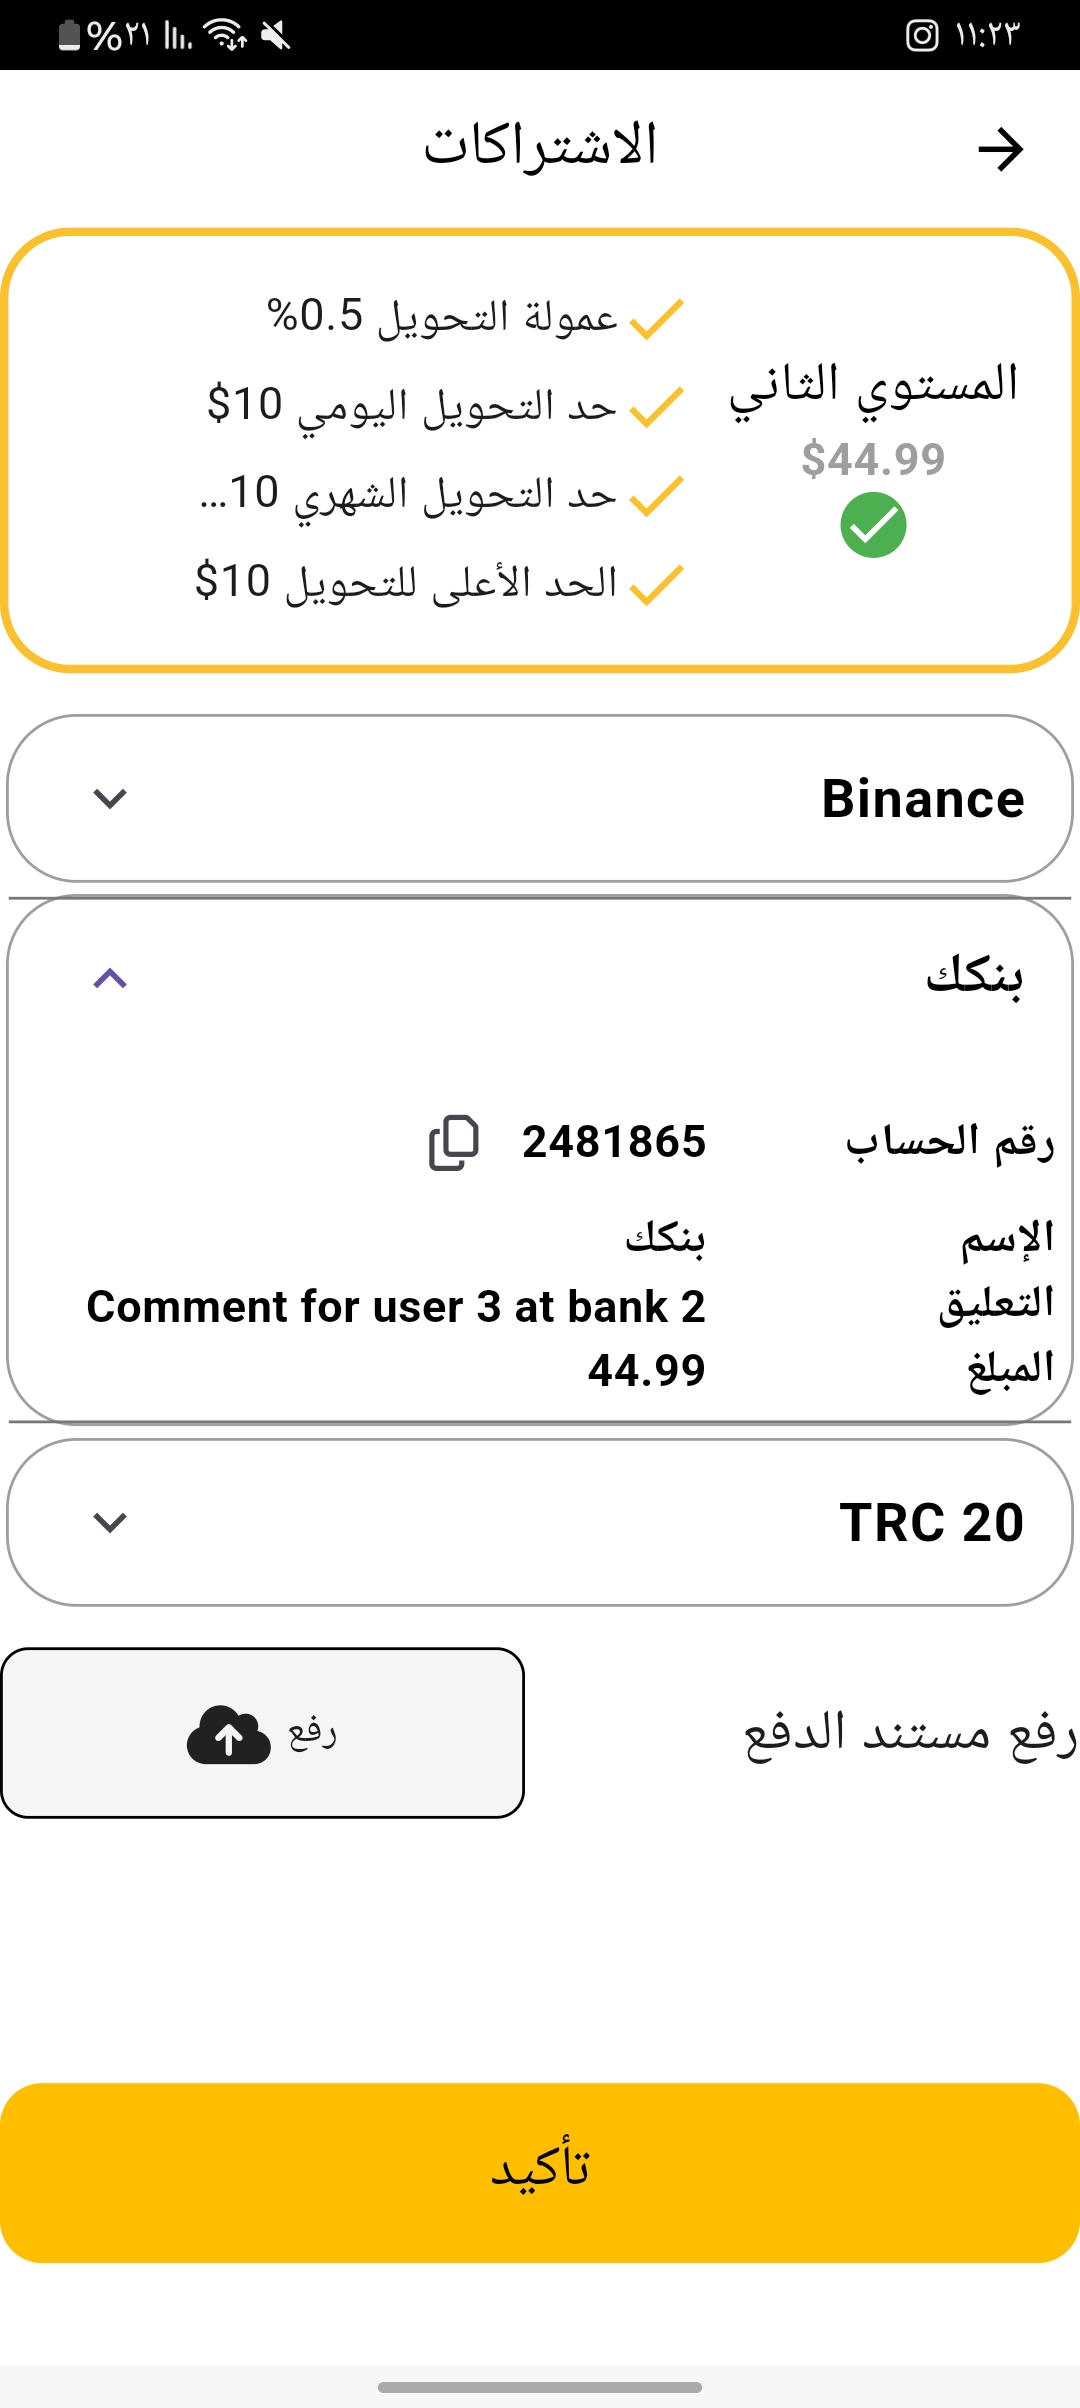 ١١:٢٣
%٢١
الاشتراكات
المستوي الثاني
$44.99
عمولة التحويل 0.5%
حد التحويل اليومي 10$
حد التحويل الشهري 10...
الحد الأعلى للتحويل 10$
Binance
بنكك
رقم الحساب 2481865
الإسم بنكك
التعليق Comment for user 3 at bank 2
المبلغ 44.99
TRC 20
رفع مستند الدفع
رفع
تأكيد